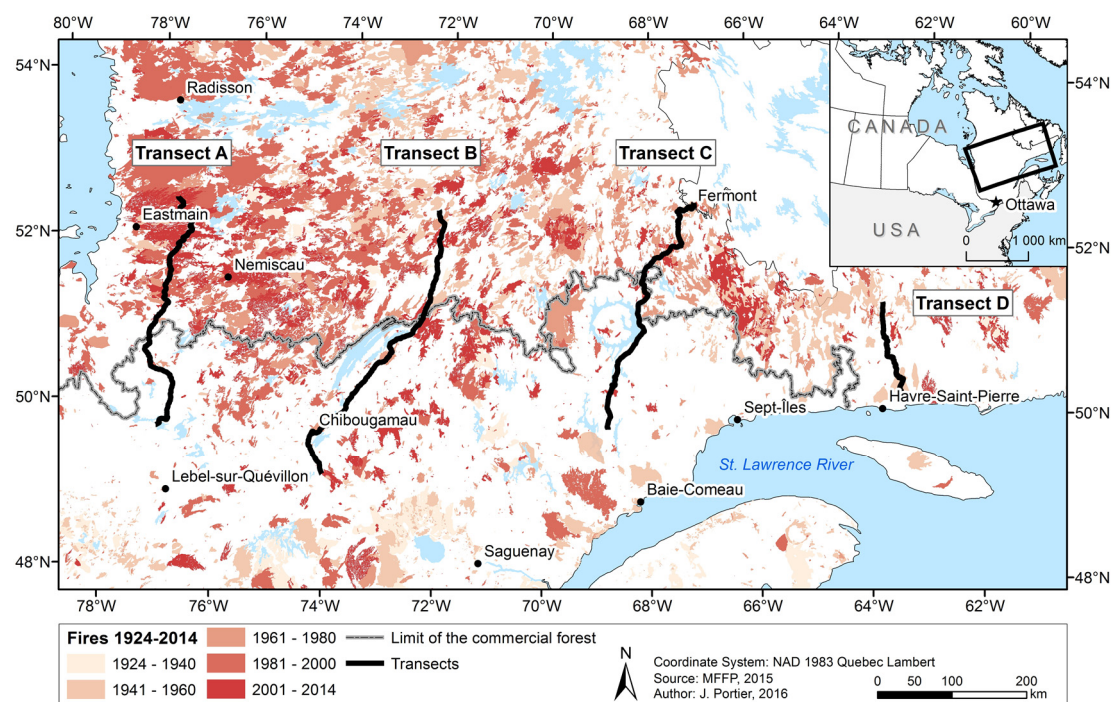 80°W 78°W 76°W 74°W 72°W 70°W 68°W 66°W 64°W 62°W 60°W
54°N
54°N
Radisson
CANADA
Transect A
Transect B
Transect C
Fermont
Ottawa
Eastmain
USA
0 1 000 km
52°N
52°N
Nemiscau
Transect D
50°N
50°N
Havre-Saint-Pierre
Sept-Îles
Chibougamau
St. Lawrence River
Lebel-sur-Quévillon
Baie-Comeau
Saguenay
48°N
48°N
78°W 76°W 74°W 72°W 70°W 68°W 66°W 64°W 62°W
Fires 1924-2014
1924 - 1940
1941 - 1960
1961 - 1980
1981 - 2000
2001 - 2014
Limit of the commercial forest
Transects
N
Coordinate System: NAD 1983 Quebec Lambert
Source: MFFP, 2015
Author: J. Portier, 2016
0 50 100 200
km